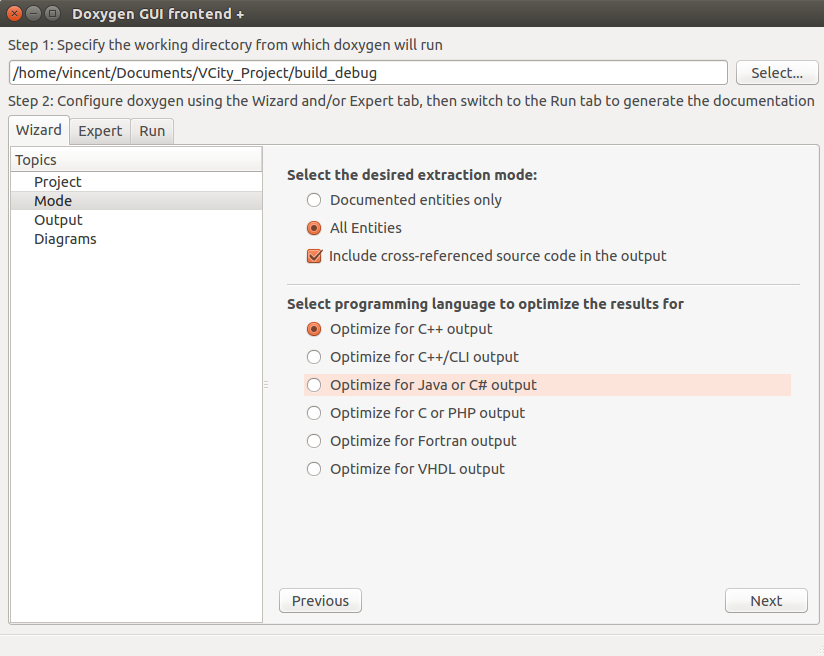 Doxygen GUI frontend +
Step 1: Specify the working directory from which doxygen will run
/home/vincent/Documents/VCity_Project/build_debug
Select...
Step 2: Configure doxygen using the Wizard and/or Expert tab, then switch to the Run tab to generate the documentation
Wizard Expert Run
Topics
Project
Mode
Output
Diagrams
Select the desired extraction mode:
Documented entities only
All Entities
Include cross-referenced source code in the output
Select programming language to optimize the results for
Optimize for C++ output
Optimize for C++/CLI output
Optimize for Java or C# output
Optimize for C or PHP output
Optimize for Fortran output
Optimize for VHDL output
Previous
Next